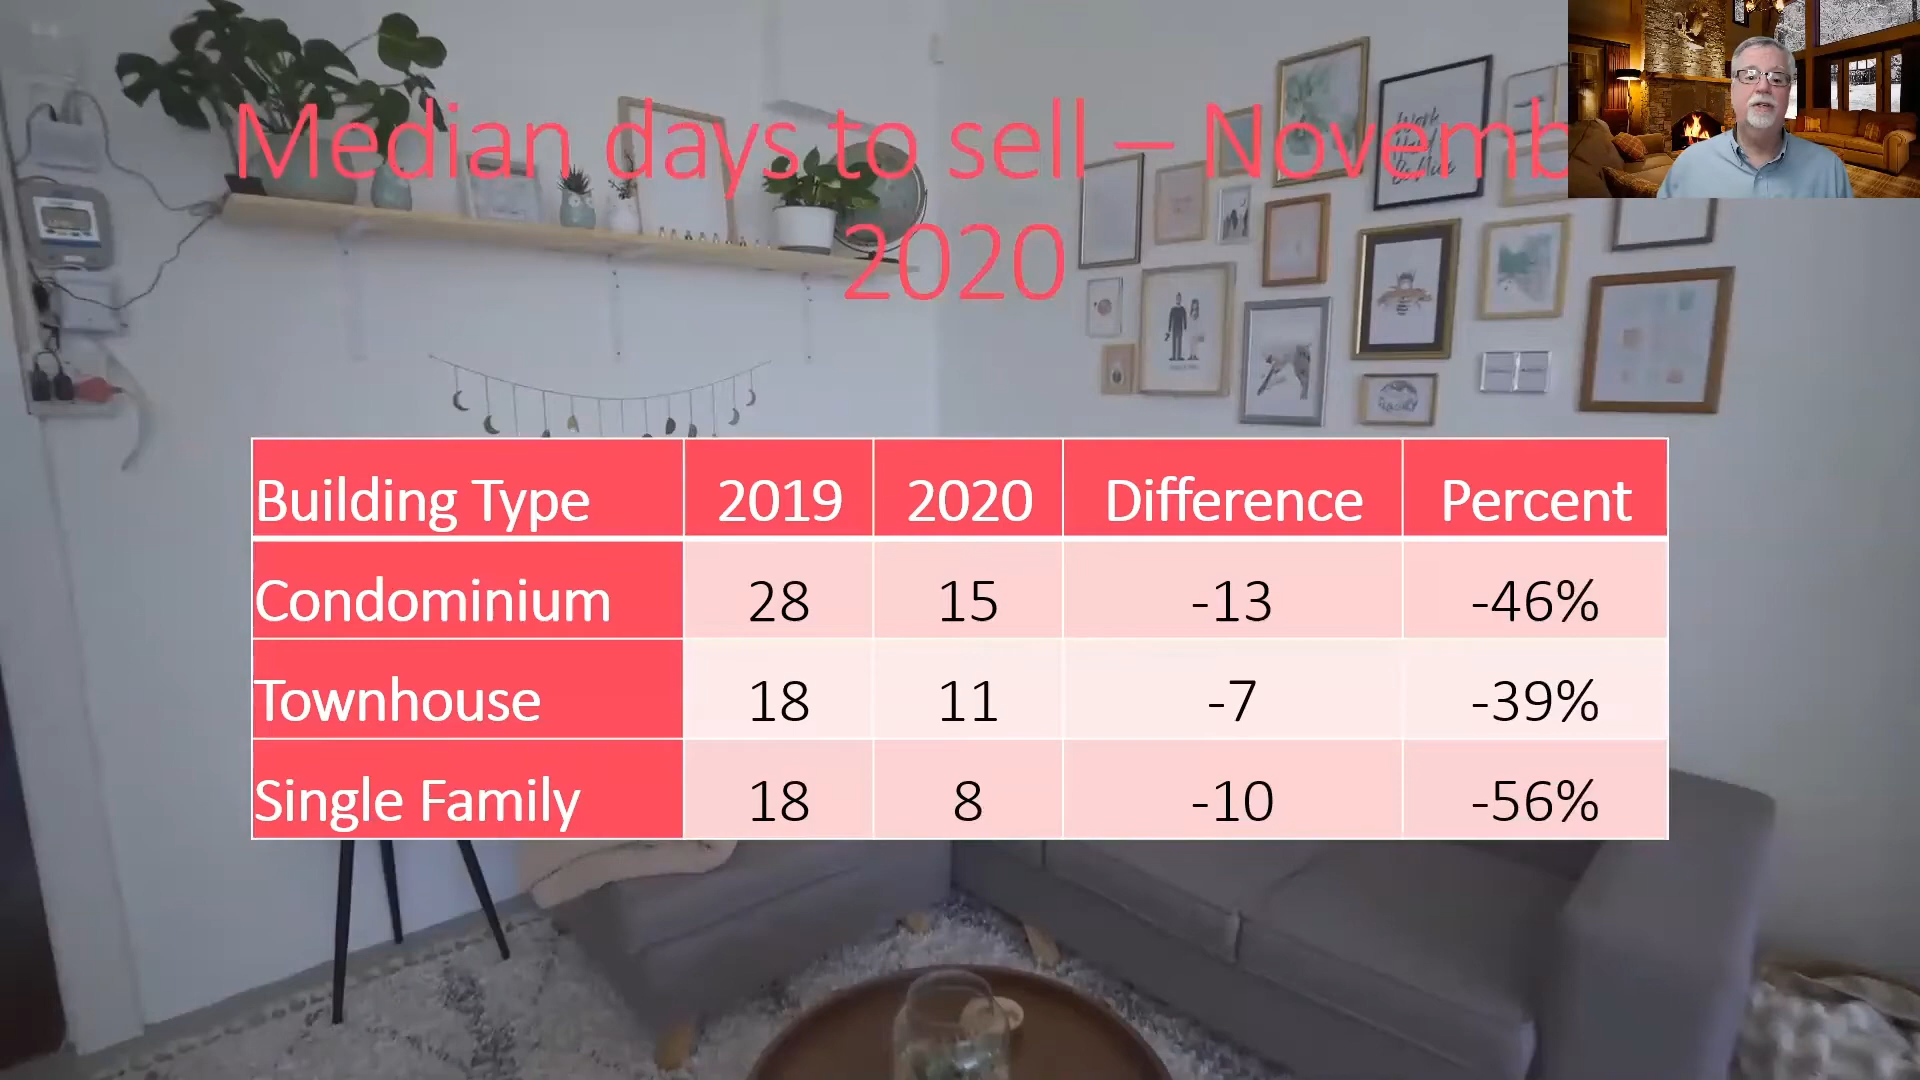 Median days to sell – Novemb
2020
Building Type 2019 2020 Difference Percent
Condominium 28 15 -13 -46%
Townhouse 18 11 -7 -39%
Single Family 18 8 -10 -56%